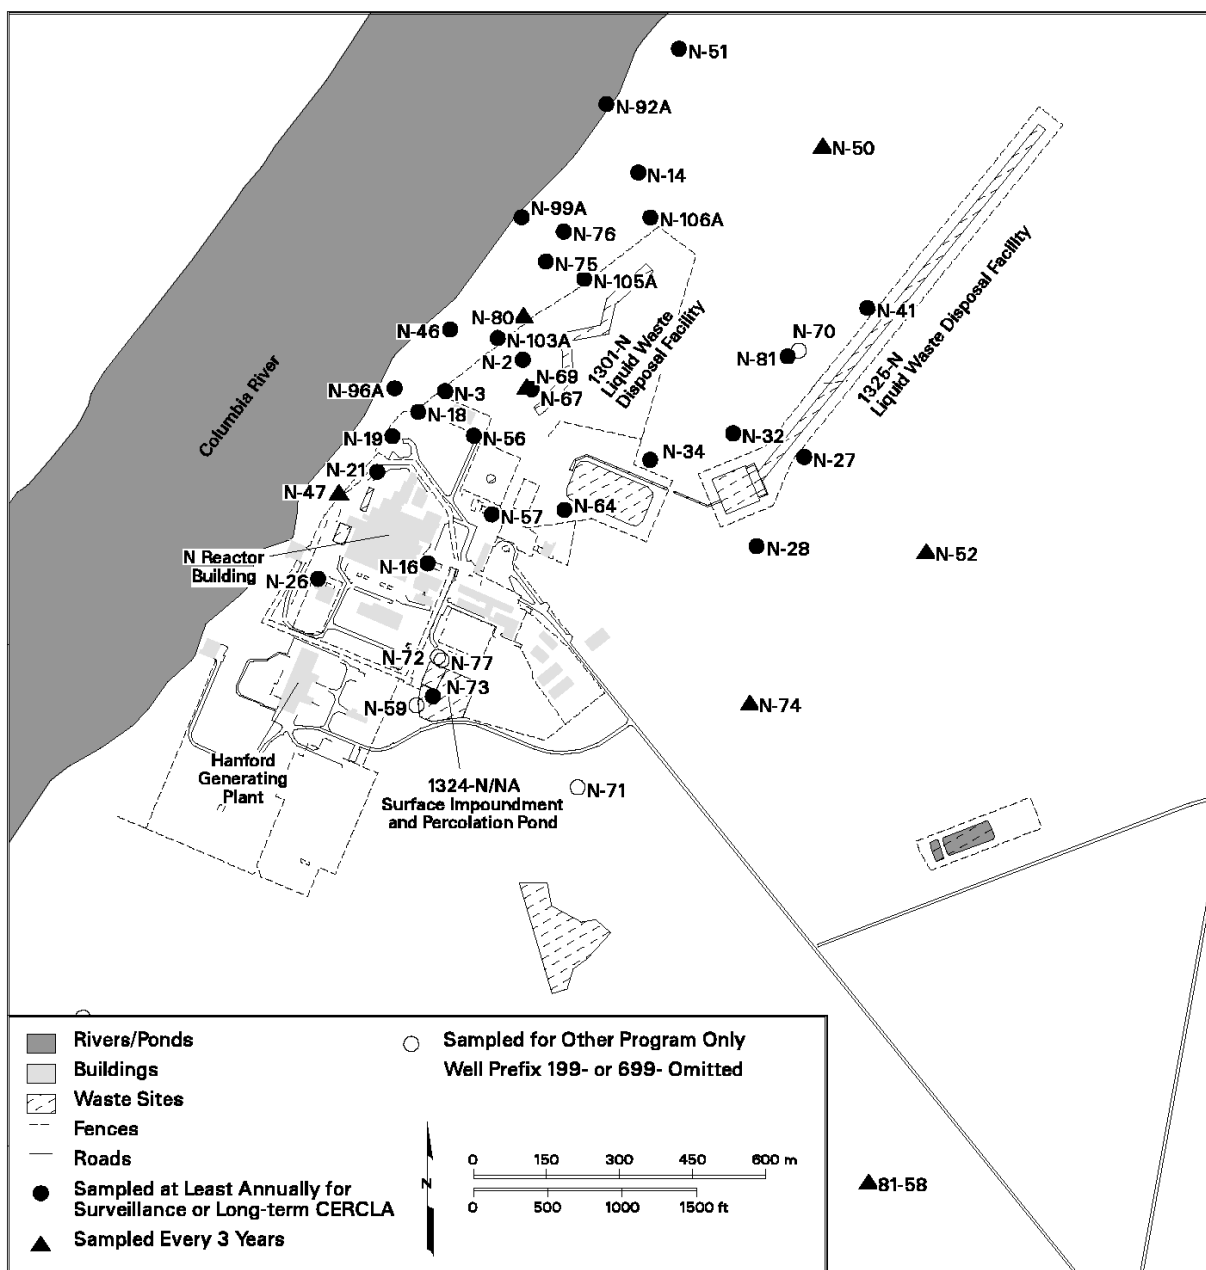 N-51
N-92A
N-50
N-14
N-99A
N-106A
N-76
N-75
N-105A
N-80
N-41
N-46
N-103A
N-70
N-2
N-81
1301-N
Liquid Waste
Disposal Facility
1325-N
Liquid Waste Disposal Facility
Columbia River
N-69
N-96A
N-3
N-67
N-18
N-19
N-56
N-32
N-34
N-27
N-21
N-47
N-64
N-57
N-28
N-52
N Reactor
Building
N-16
N-26
N-72
N-77
N-73
N-59
N-74
Hanford
Generating
Plant
1324-N/NA
Surface Impoundment
and Percolation Pond
N-71
Rivers/Ponds
Buildings
Waste Sites
Fences
Roads
Sampled at Least Annually for
Surveillance or Long-term CERCLA
Sampled Every 3 Years
Sampled for Other Program Only
Well Prefix 199- or 699- Omitted
N
0 150 300 450 600 m
0 500 1000 1500 ft
81-58